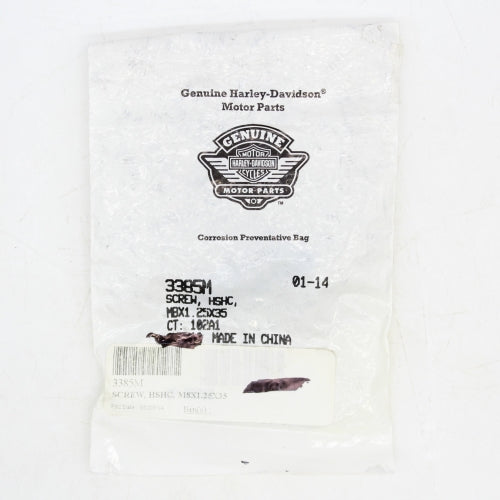 Genuine Harley-Davidson®
Motor Parts
GENUINE
MOTOR
HARLEY-DAVIDSON
CYCLES
MOTOR PARTS
TM
Corrosion Preventative Bag
3385M 01-14
SCREW, HSHC,
M8X1.25X35
CT: 102A1
MADE IN CHINA
3385M
SCREW, HSHC, M8X1.25X35